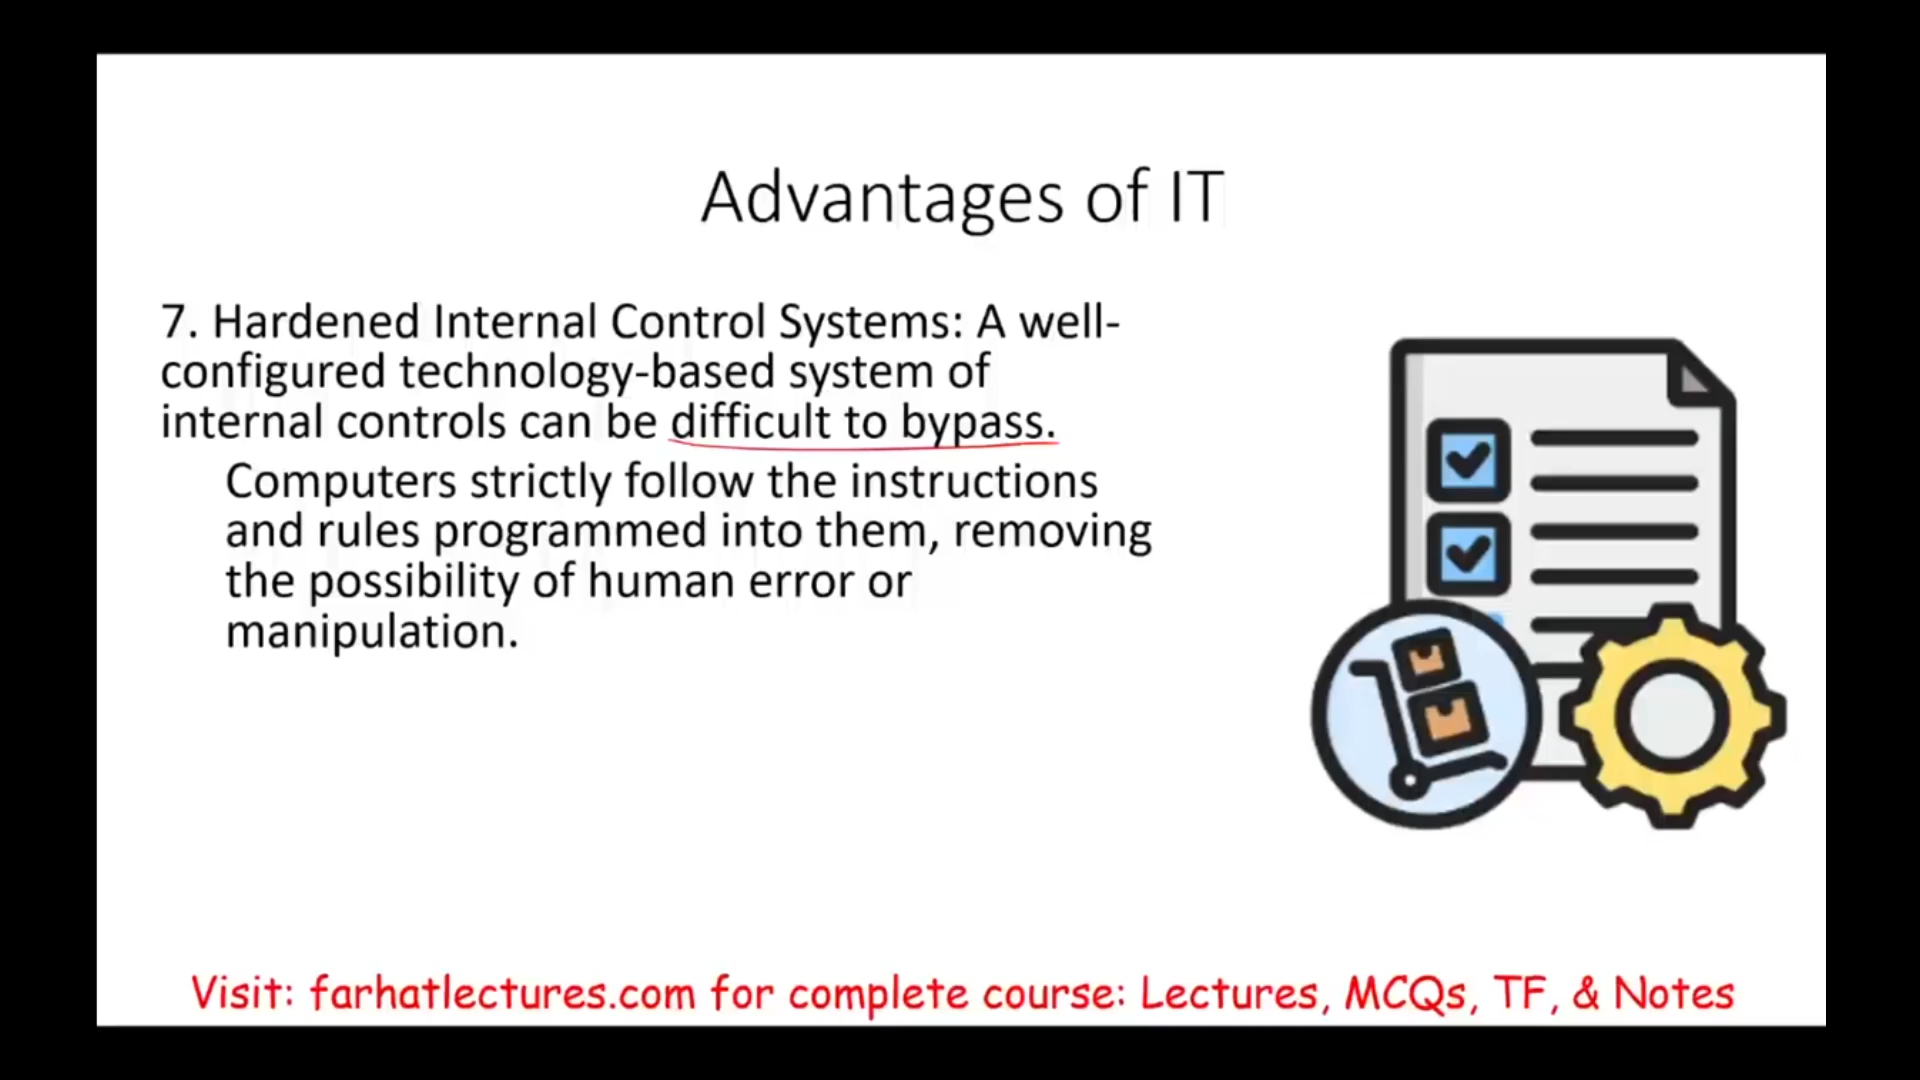 Advantages of IT
7. Hardened Internal Control Systems: A well-
configured technology-based system of
internal controls can be difficult to bypass.
Computers strictly follow the instructions
and rules programmed into them, removing
the possibility of human error or
manipulation.
Visit: farhatlectures.com for complete course: Lectures, MCQs, TF, & Notes